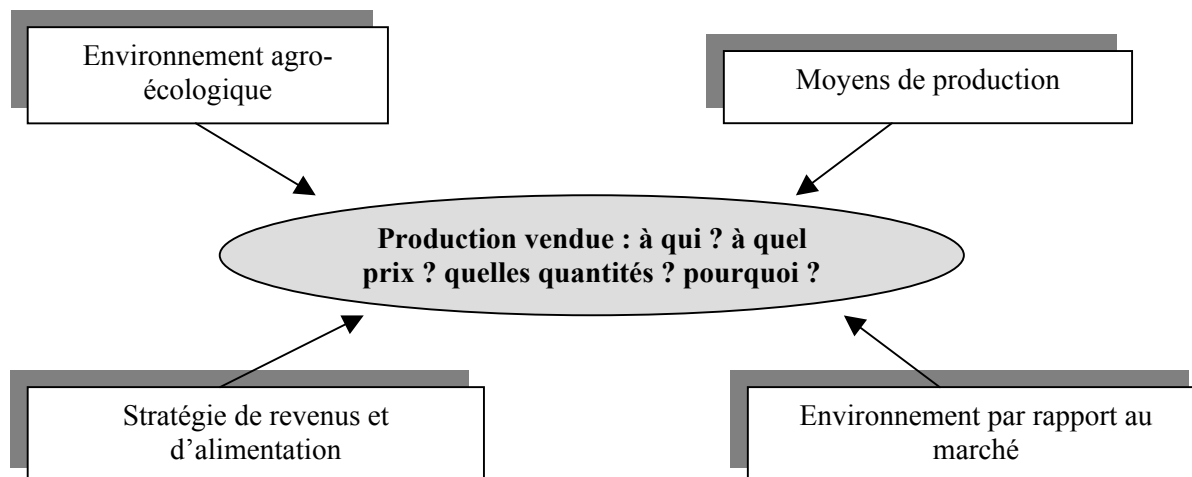 Environnement agro-
écologique
Moyens de production
Production vendue : à qui ? à quel
prix ? quelles quantités ? pourquoi ?
Stratégie de revenus et
d’alimentation
Environnement par rapport au
marché